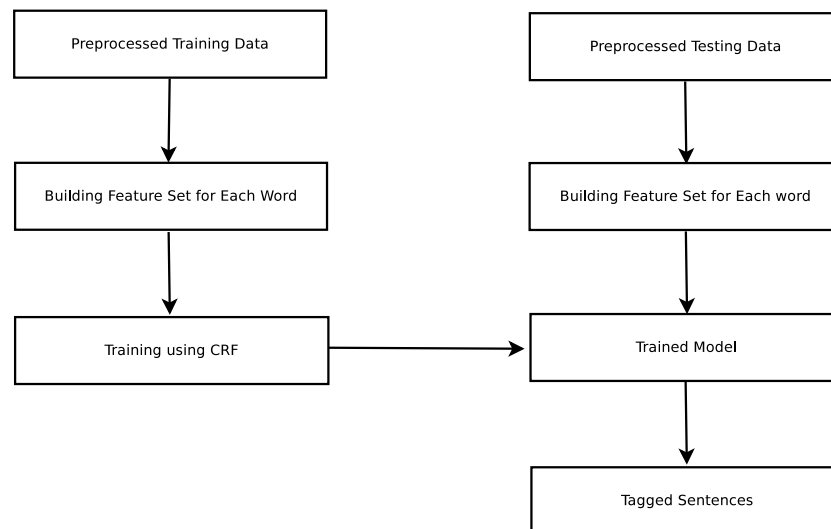 Preprocessed Training Data
Preprocessed Testing Data
Building Feature Set for Each Word
Building Feature Set for Each word
Training using CRF
Trained Model
Tagged Sentences